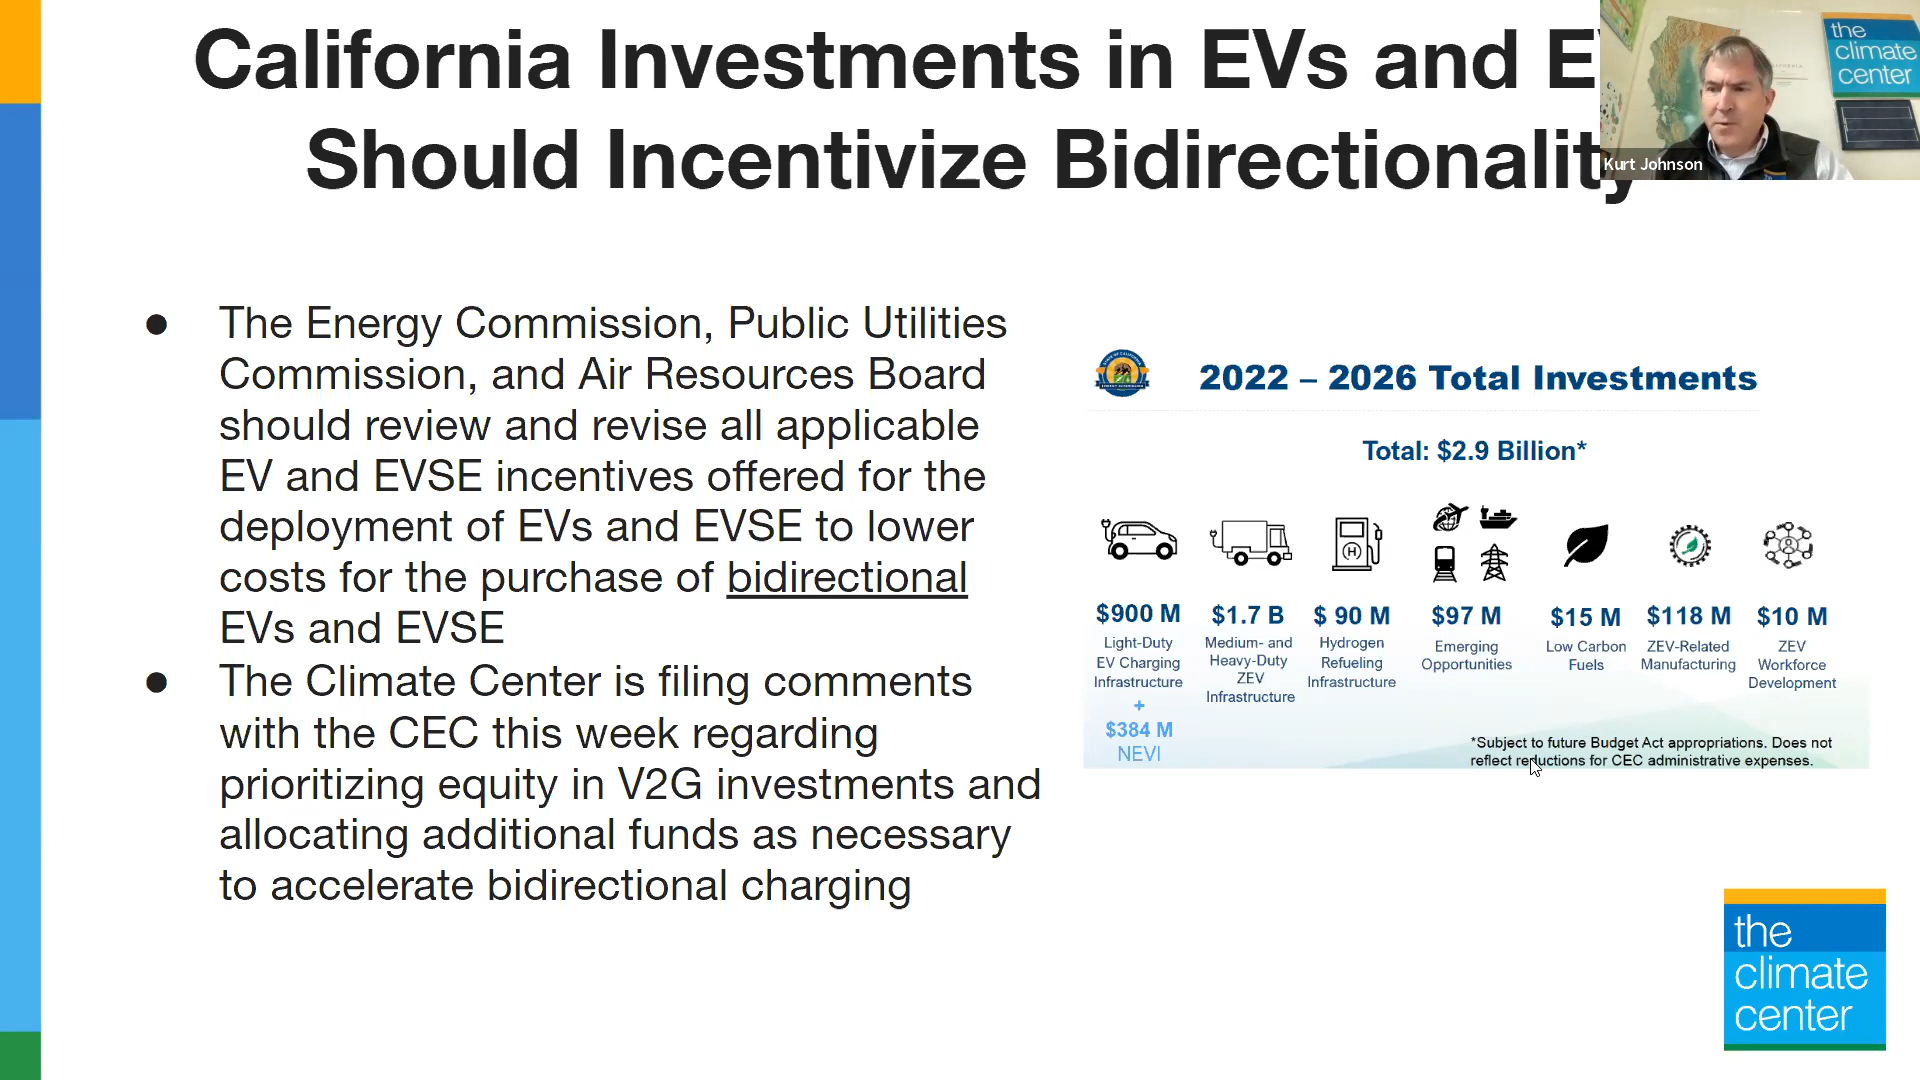 California Investments in EVs and E
Should Incentivize Bidirectionality
the
climate
center
Kurt Johnson
● The Energy Commission, Public Utilities
Commission, and Air Resources Board
should review and revise all applicable
EV and EVSE incentives offered for the
deployment of EVs and EVSE to lower
costs for the purchase of bidirectional
EVs and EVSE
● The Climate Center is filing comments
with the CEC this week regarding
prioritizing equity in V2G investments and
allocating additional funds as necessary
to accelerate bidirectional charging
2022 – 2026 Total Investments
Total: $2.9 Billion*
H
$900 M
Light-Duty
EV Charging
Infrastructure
+
$384 M
NEVI
$1.7 B
Medium- and
Heavy-Duty
ZEV
Infrastructure
$ 90 M
Hydrogen
Refueling
Infrastructure
$97 M
Emerging
Opportunities
$15 M
Low Carbon
Fuels
$118 M
ZEV-Related
Manufacturing
$10 M
ZEV
Workforce
Development
*Subject to future Budget Act appropriations. Does not
reflect reductions for CEC administrative expenses.
the
climate
center